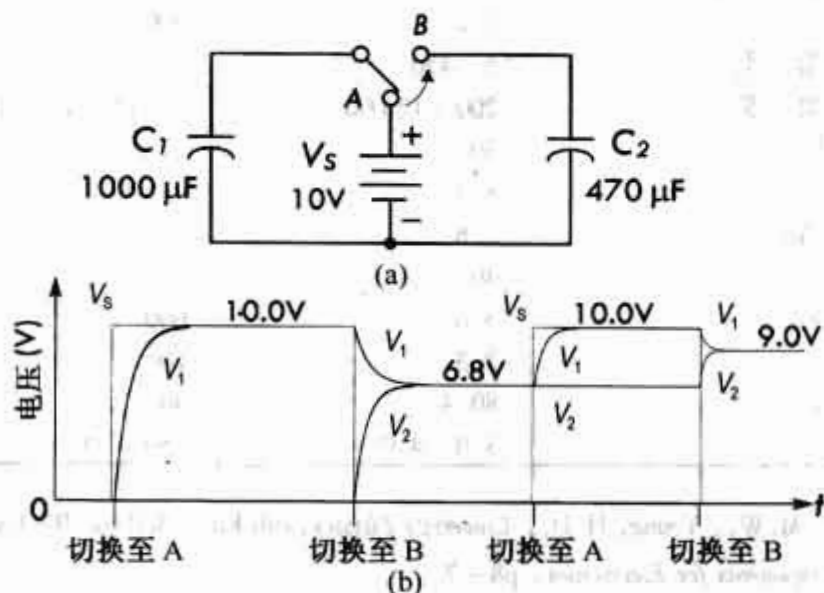 B
A
C₁
1000 μF
+
Vs
10V
−
C₂
470 μF
(a)
电压 (V)
Vs
10.0V
V₁
V₁
6.8V
V₂
Vs
10.0V
V₁
V₂
V₁
9.0V
V₂
0
t
切换至 A
切换至 B
切换至 A
切换至 B
(b)